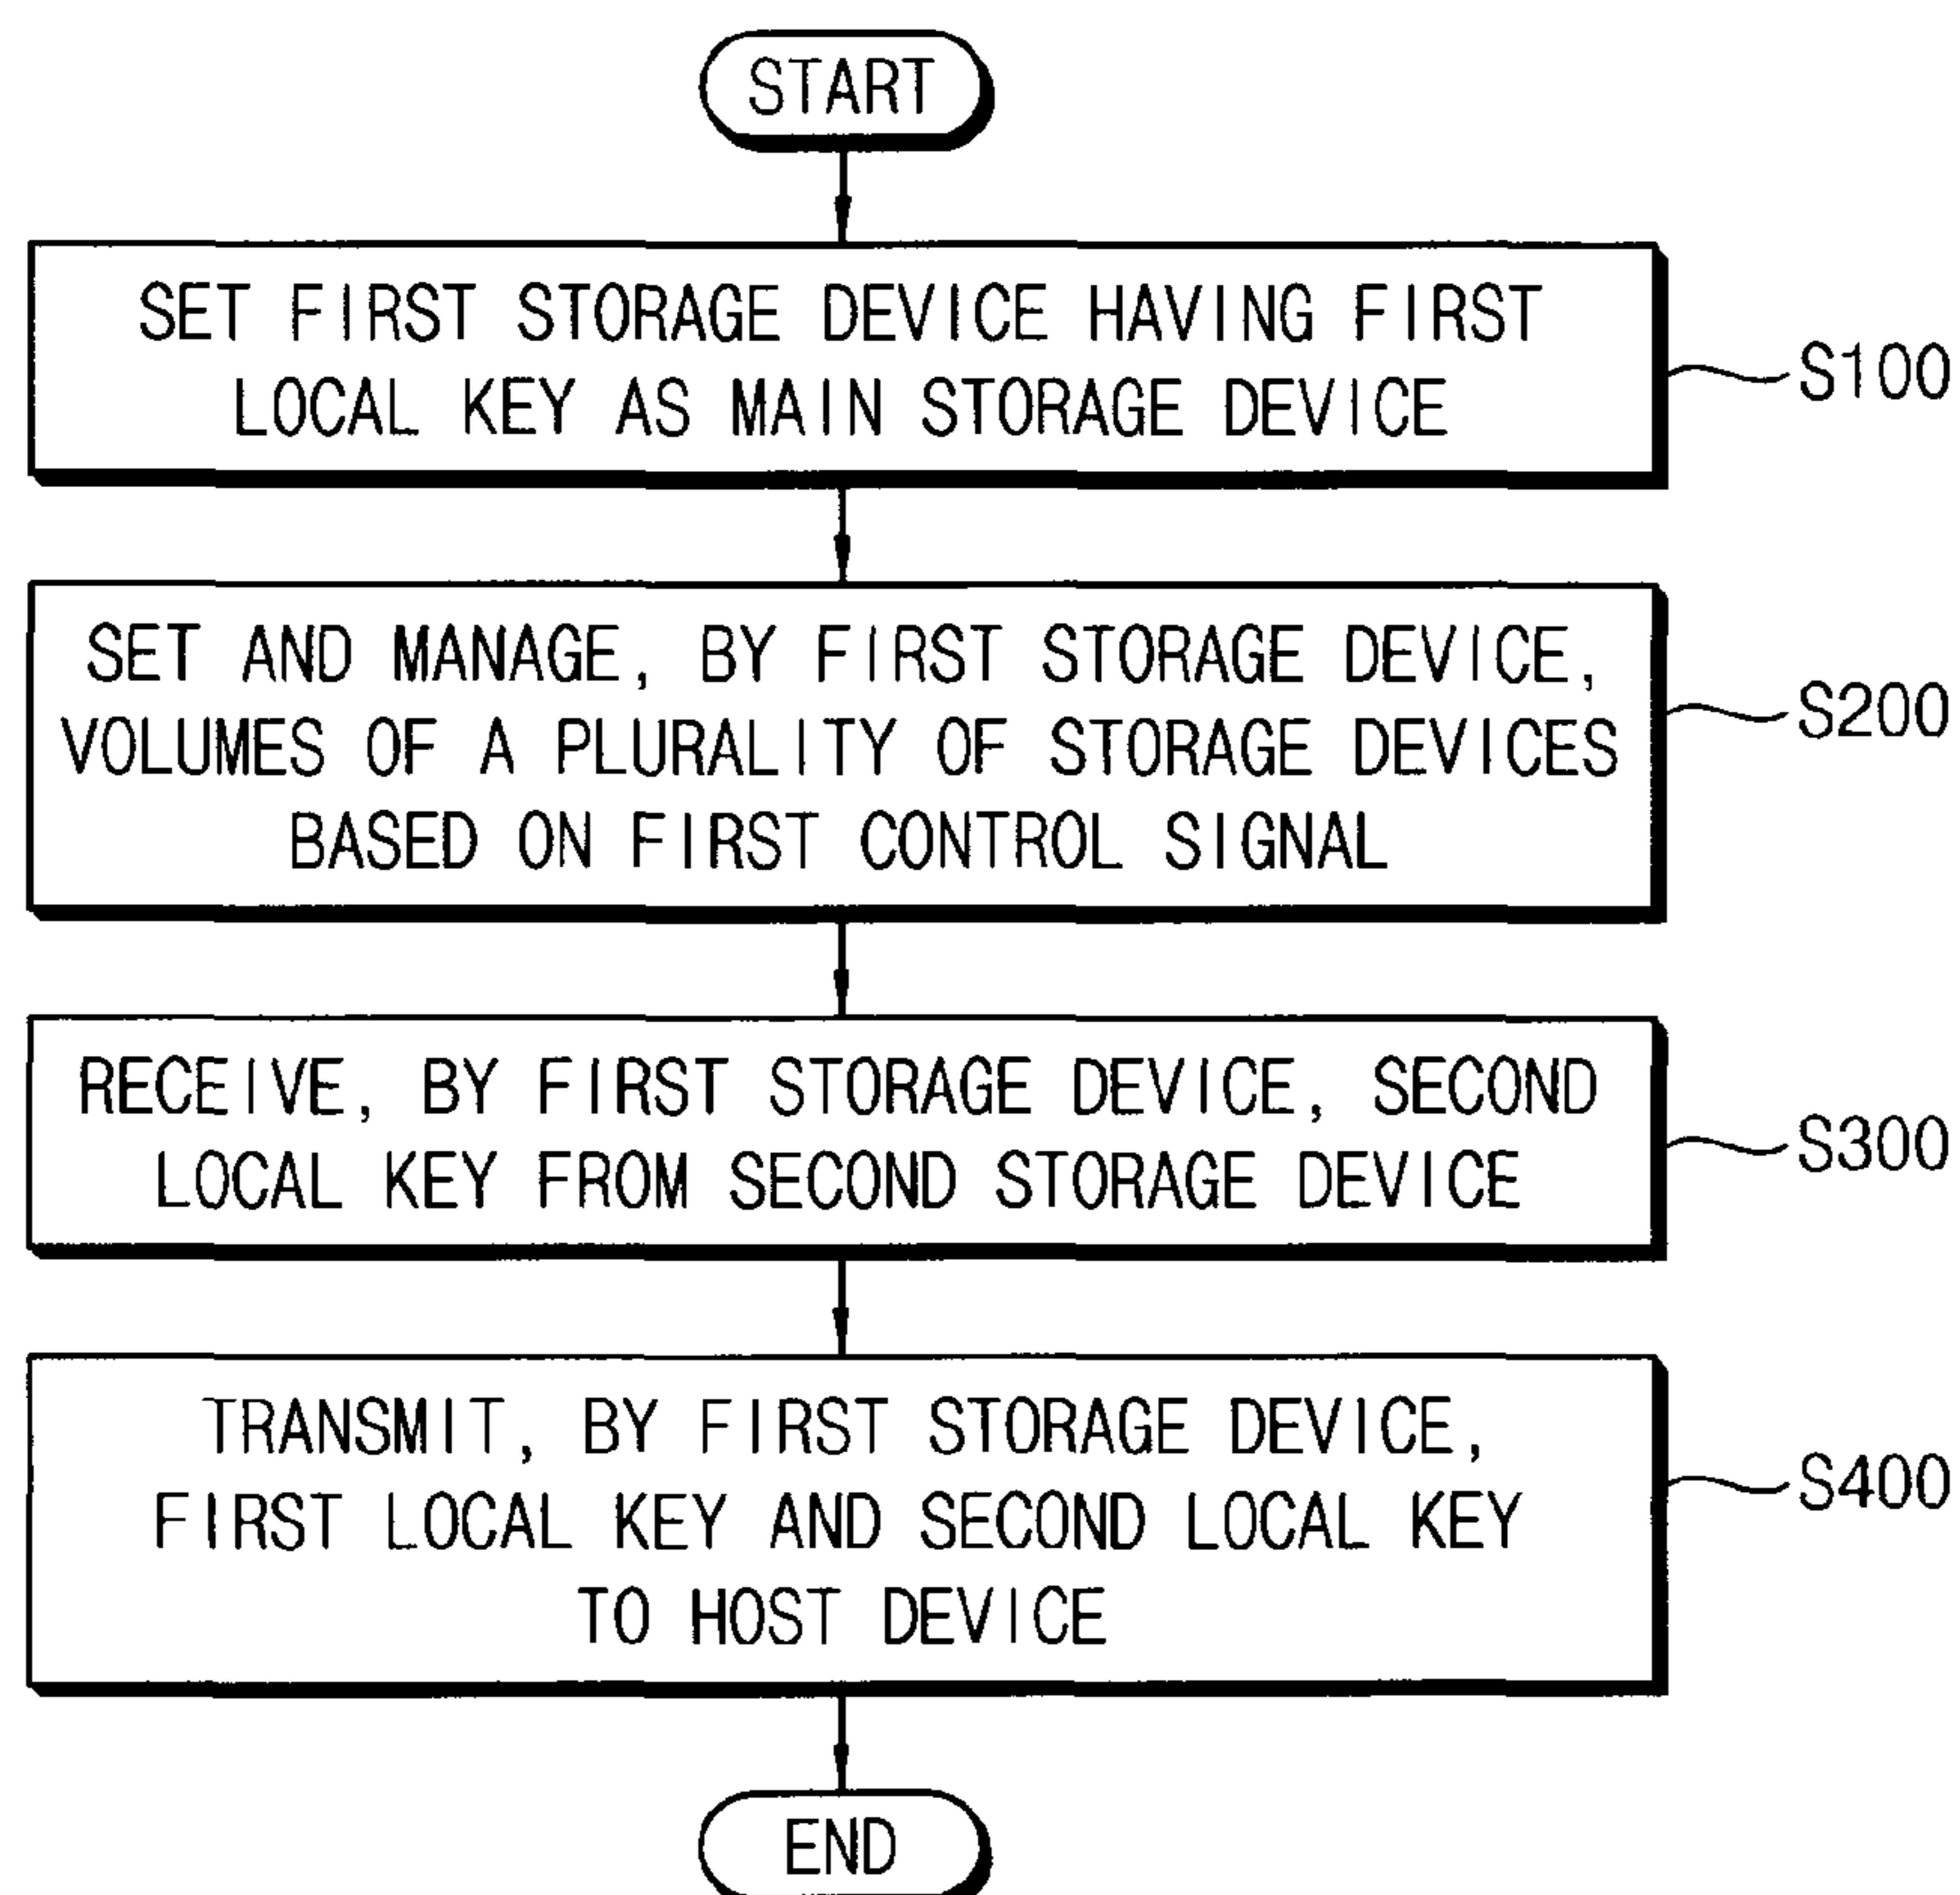 START
SET FIRST STORAGE DEVICE HAVING FIRST
LOCAL KEY AS MAIN STORAGE DEVICE
S100
SET AND MANAGE, BY FIRST STORAGE DEVICE,
VOLUMES OF A PLURALITY OF STORAGE DEVICES
BASED ON FIRST CONTROL SIGNAL
S200
RECEIVE, BY FIRST STORAGE DEVICE, SECOND
LOCAL KEY FROM SECOND STORAGE DEVICE
S300
TRANSMIT, BY FIRST STORAGE DEVICE,
FIRST LOCAL KEY AND SECOND LOCAL KEY
TO HOST DEVICE
S400
END